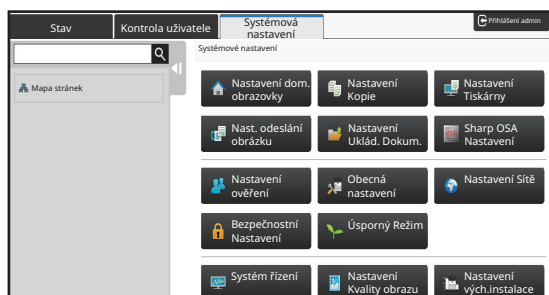 Stav
Kontrola uživatele
Systémová
nastavení
Přihlášení admin
Systémové nastavení
Mapa stránek
Nastavení dom.
obrazovky
Nastavení
Kopie
Nastavení
Tiskárny
Nast. odeslání
obrázku
Nastavení
Uklád. Dokum.
Sharp OSA
Nastavení
Nastavení
ověření
Obecná
nastavení
Nastavení Sítě
Bezpečnostní
Nastavení
Úsporný Režim
Systém řízení
Nastavení
Kvality obrazu
Nastavení
vých.instalace